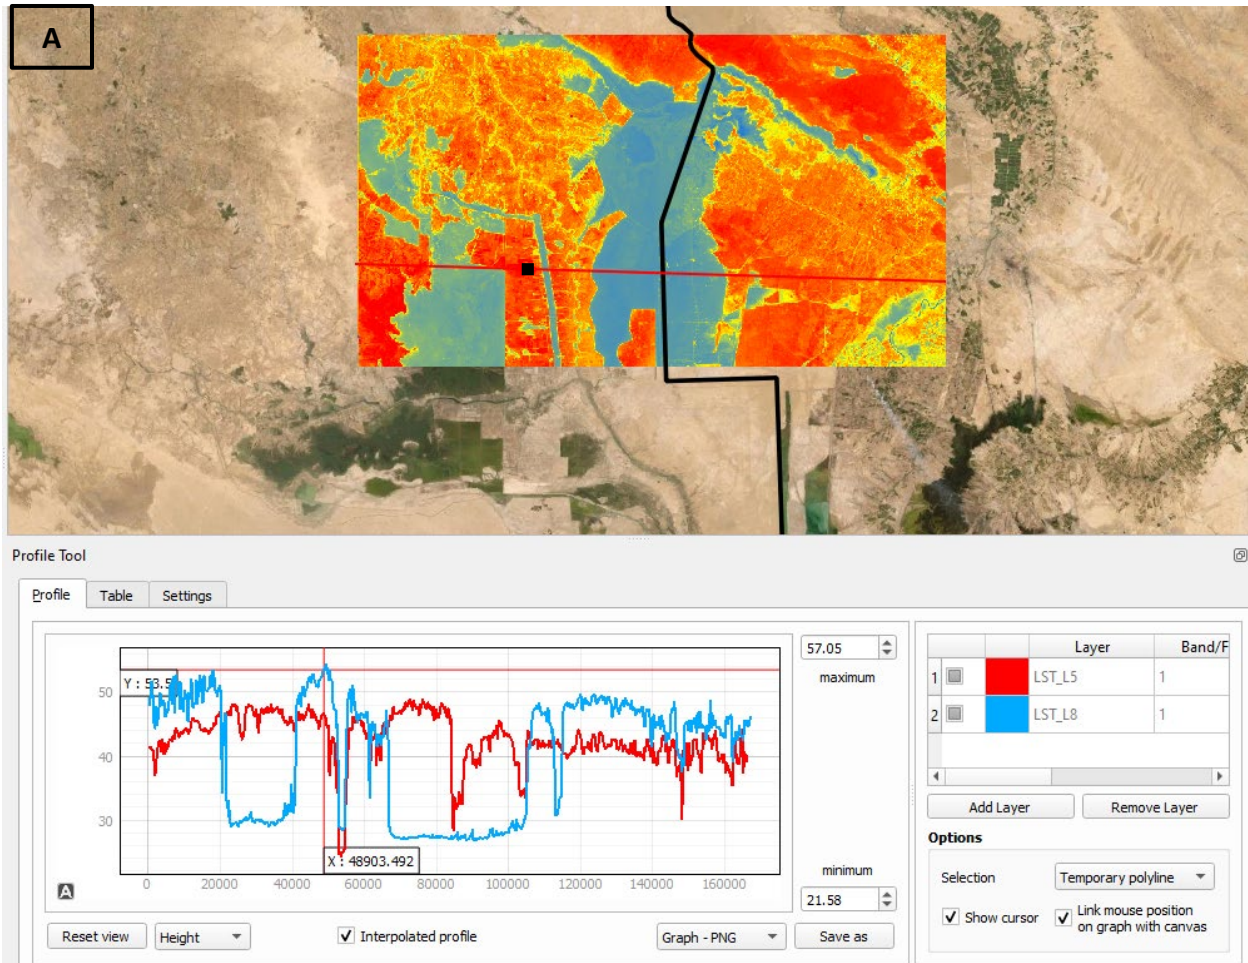 A
Profile Tool
Profile Table Settings
Y : 53.5
50
40
30
X : 48903.492
0 20000 40000 60000 80000 100000 120000 140000 160000
A
57.05
maximum
minimum
21.58
Reset view Height Interpolated profile Graph - PNG Save as
Layer Band/F
1 LST_L5 1
2 LST_L8 1
Add Layer Remove Layer
Options
Selection Temporary polyline
Show cursor Link mouse position
on graph with canvas